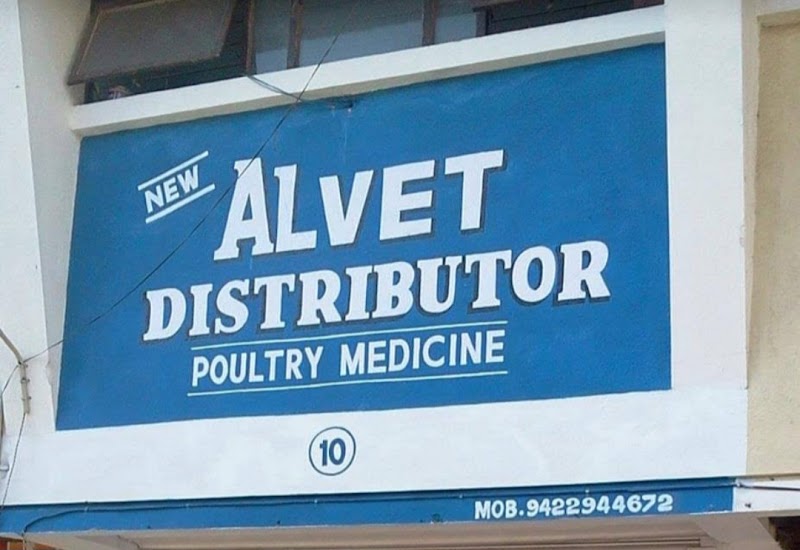 NEW
ALVET
DISTRIBUTOR
POULTRY MEDICINE
10
MOB.9422944672